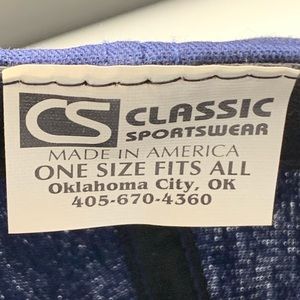 CS CLASSIC
SPORTSWEAR
MADE IN AMERICA
ONE SIZE FITS ALL
Oklahoma City, OK
405-670-4360